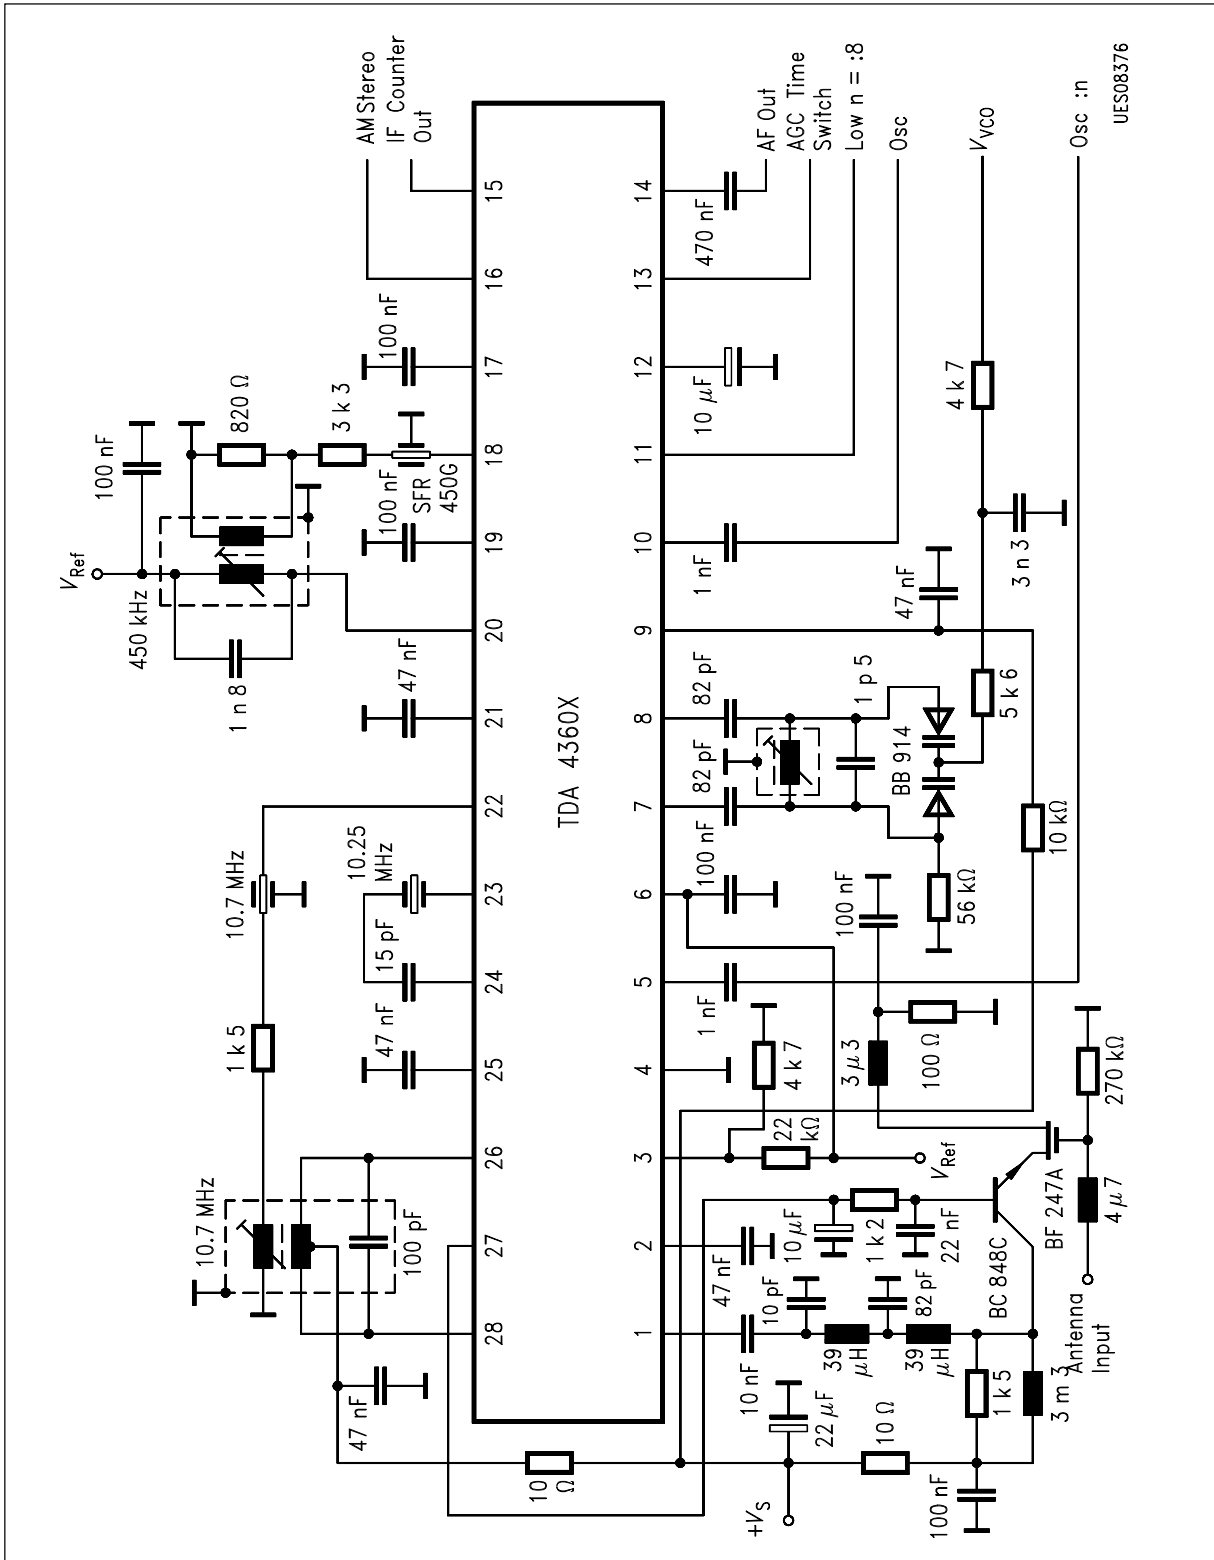 AM Stereo
IF Counter
Out
AF Out
AGC Time
Switch
Low n = :8
Osc
V_VCO
Osc :n
UES08376
V_Ref
100 nF
450 kHz
1 n 8
820 Ω
3 k 3
SFR
450G
100 nF
100 nF
47 nF
10.7 MHz
10.25
MHz
15 pF
47 nF
1 k 5
10.7 MHz
100 pF
47 nF
10
Ω
28
27
26
25
24
23
22
21
20
19
18
17
16
15
TDA 4360X
1
2
3
4
5
6
7
8
9
10
11
12
13
14
470 nF
10 µF
1 nF
4 k 7
3 n 3
47 nF
82 pF
82 pF
1 p 5
BB 914
5 k 6
10 kΩ
56 kΩ
100 nF
100 nF
1 nF
4 k 7
3 µ 3
100 Ω
270 kΩ
22
kΩ
V_Ref
BF 247A
4 µ 7
BC 848C
47 nF
10 µF
1 k 2
22 nF
10 pF
82 pF
10 nF
39
µH
39
µH
1 k 5
3 m 3
Antenna
Input
22 µF
10 Ω
100 nF
+V_S